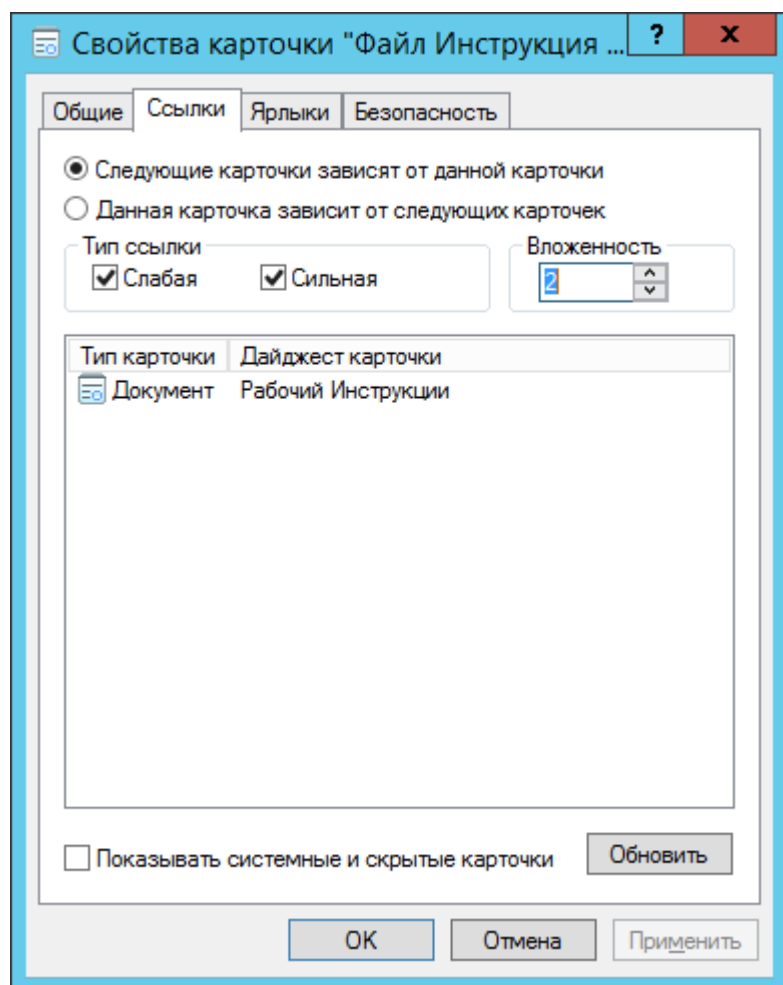 Свойства карточки "Файл Инструкция ... ? x
Общие Ссылки Ярлыки Безопасность
Следующие карточки зависят от данной карточки
Данная карточка зависит от следующих карточек
Тип ссылки Вложенность
Слабая Сильная 2
Тип карточки Дайджест карточки
Документ Рабочий Инструкции
Показывать системные и скрытые карточки Обновить
ОК Отмена Применить